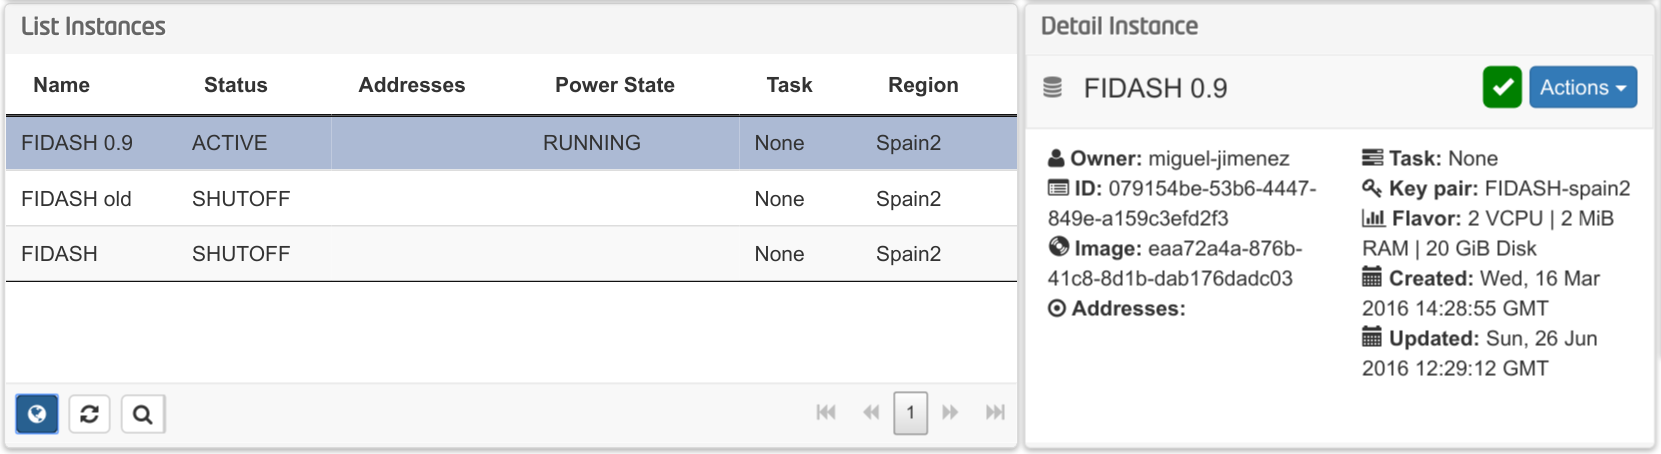 List Instances
Name Status Addresses Power State Task Region
FIDASH 0.9 ACTIVE RUNNING None Spain2
FIDASH old SHUTOFF None Spain2
FIDASH SHUTOFF None Spain2
1
Detail Instance
FIDASH 0.9 Actions
Owner: miguel-jimenez
ID: 079154be-53b6-4447-
849e-a159c3efd2f3
Image: eaa72a4a-876b-
41c8-8d1b-dab176dadc03
Addresses:
Task: None
Key pair: FIDASH-spain2
Flavor: 2 VCPU | 2 MiB
RAM | 20 GiB Disk
Created: Wed, 16 Mar
2016 14:28:55 GMT
Updated: Sun, 26 Jun
2016 12:29:12 GMT